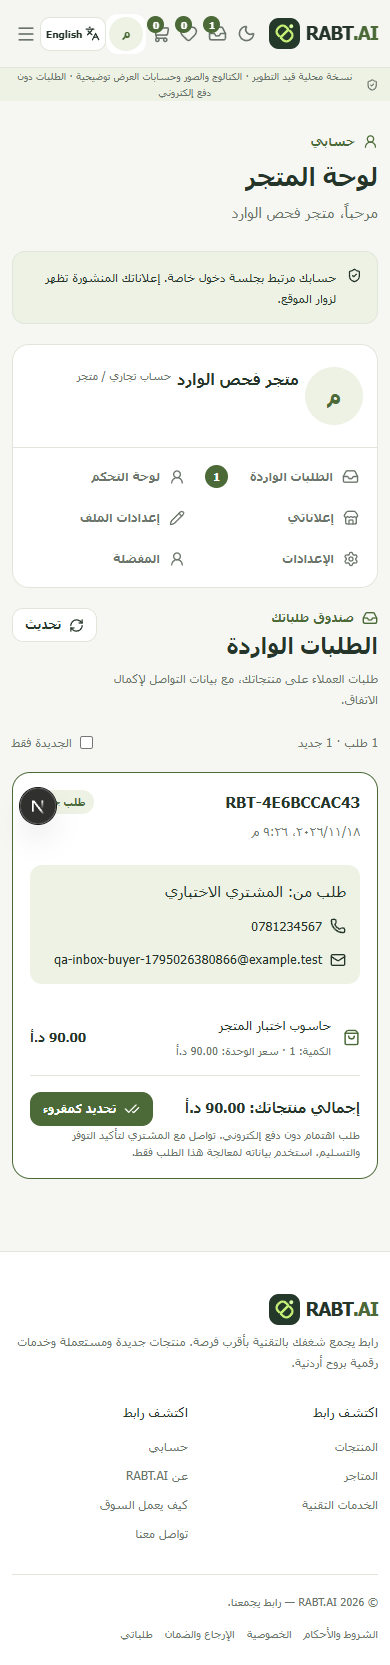 RABT.AI
1
0
0
م
English
نسخة محلية قيد التطوير · الكتالوج والصور وحسابات العرض توضيحية · الطلبات دون
دفع إلكتروني
حسابي
لوحة المتجر
مرحباً، متجر فحص الوارد
حسابك مرتبط بجلسة دخول خاصة. إعلاناتك المنشورة تظهر
لزوار الموقع.
م
متجر فحص الوارد
حساب تجاري / متجر
الطلبات الواردة
1
لوحة التحكم
إعلاناتي
إعدادات الملف
الإعدادات
المفضلة
صندوق طلباتك
الطلبات الواردة
تحديث
طلبات العملاء على منتجاتك، مع بيانات التواصل لإكمال
الاتفاق.
1 طلب · 1 جديد
الجديدة فقط
RBT-4E6BCCAC43
طلب
N
١٨‏/١١‏/٢٠٢٦، ٩:٢٦ م
طلب من: المشتري الاختباري
0781234567
qa-inbox-buyer-1795026380866@example.test
حاسوب اختبار المتجر
الكمية: 1 · سعر الوحدة: 90.00 د.أ
90.00 د.أ
إجمالي منتجاتك: 90.00 د.أ
تحديد كمقروء
طلب اهتمام دون دفع إلكتروني. تواصل مع المشتري لتأكيد التوفر
والتسليم. استخدم بياناته لمعالجة هذا الطلب فقط.
RABT.AI
رابط يجمع شغفك بالتقنية بأقرب فرصة. منتجات جديدة ومستعملة وخدمات
رقمية بروح أردنية.
اكتشف رابط
المنتجات
المتاجر
الخدمات التقنية
اكتشف رابط
حسابي
عن RABT.AI
كيف يعمل السوق
تواصل معنا
© 2026 RABT.AI — رابط يجمعنا.
الشروط والأحكام
الخصوصية
الإرجاع والضمان
طلباتي